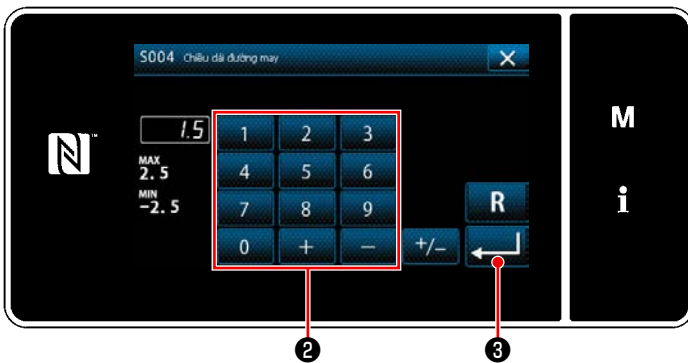 S004 Chiều dài đường may
1.5
MAX
2.5
MIN
-2.5
1 2 3
4 5 6
7 8 9
0 + − +/−
R
M
i
N™
❷ ❸